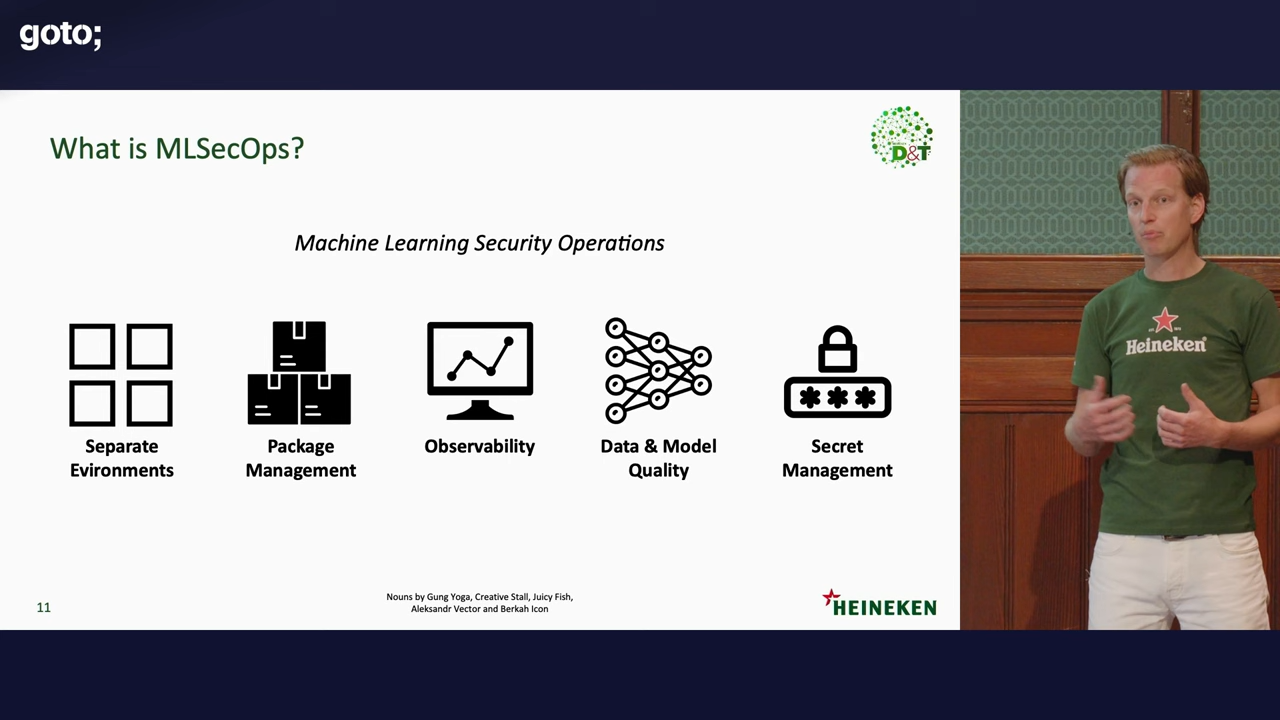 goto;
What is MLSecOps?
D&T
Machine Learning Security Operations
Separate
Evironments
Package
Management
Observability
Data & Model
Quality
Secret
Management
Heineken
11
Nouns by Gung Yoga, Creative Stall, Juicy Fish,
Aleksandr Vector and Berkah Icon
HEINEKEN